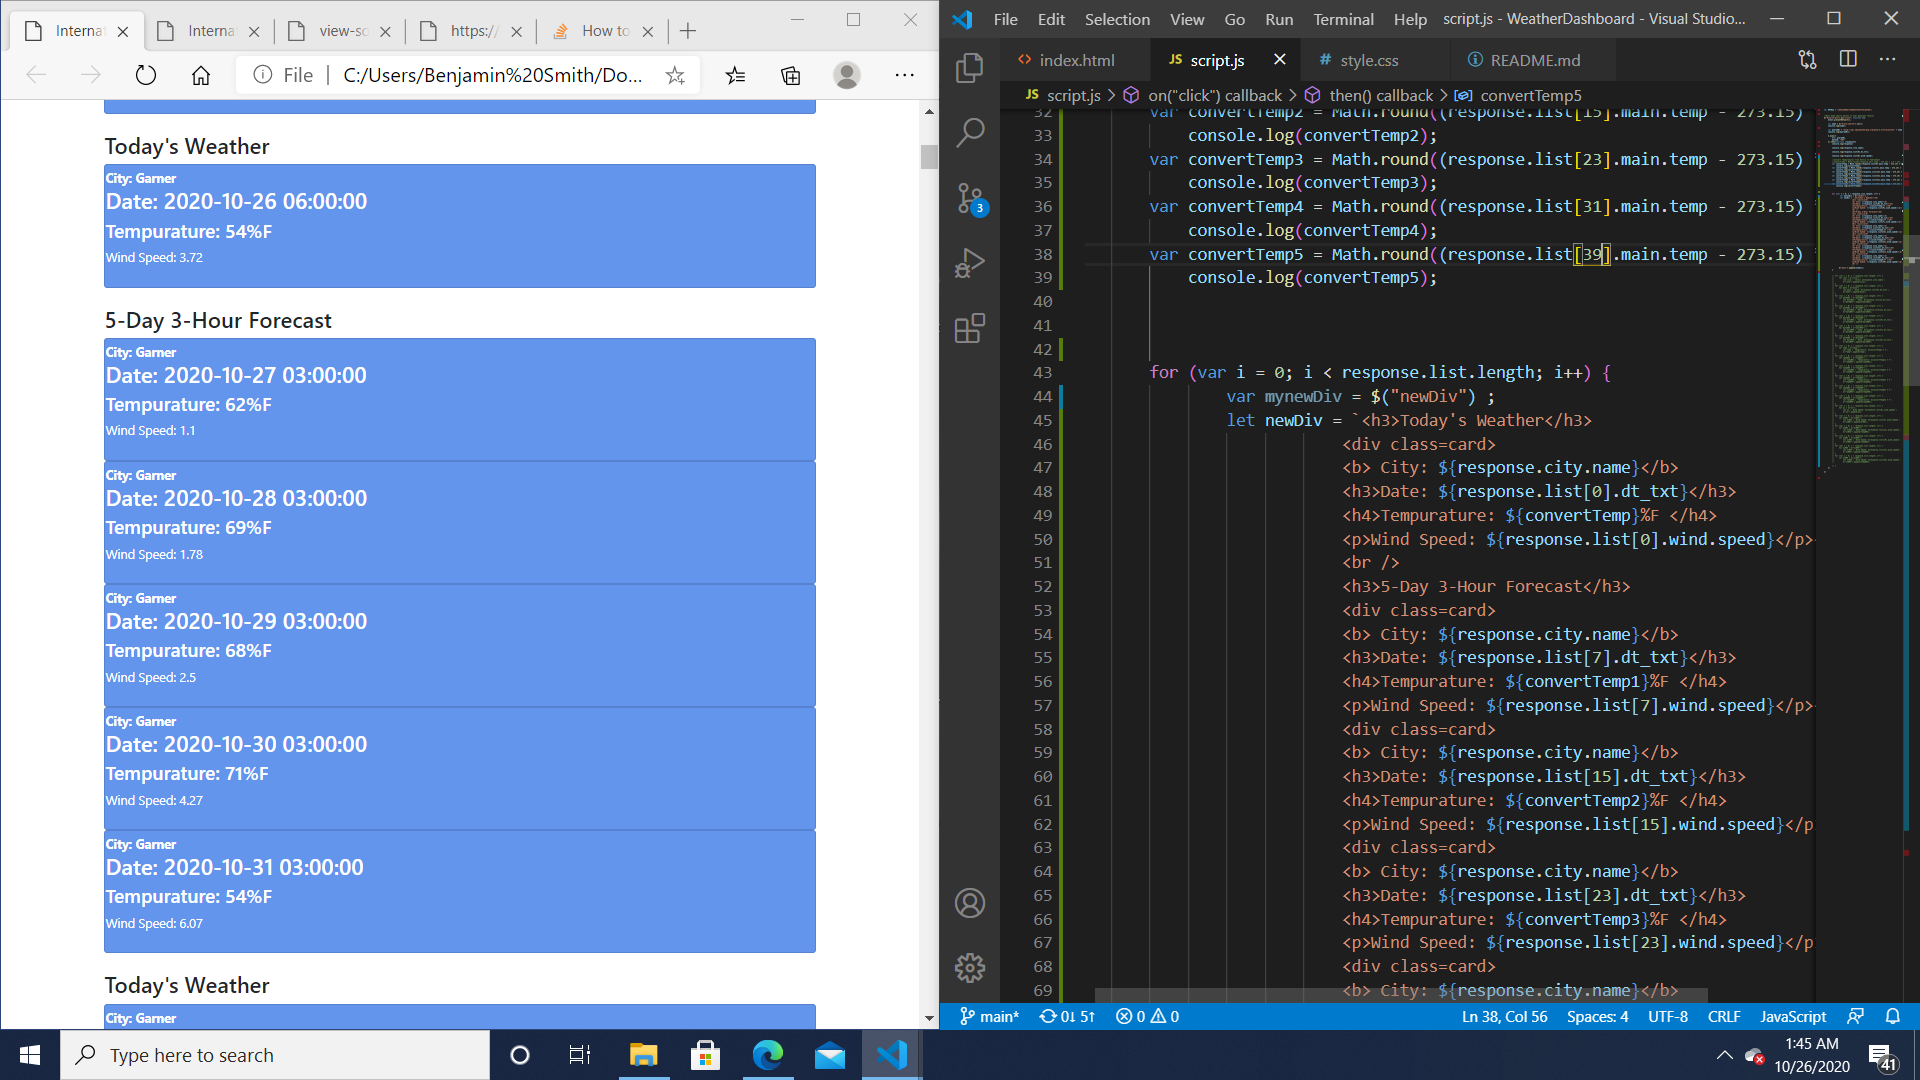 Interna
Interna
view-so
https://
How to
File
C:/Users/Benjamin%20Smith/Do...
Today's Weather
City: Garner
Date: 2020-10-26 06:00:00
Tempurature: 54%F
Wind Speed: 3.72
5-Day 3-Hour Forecast
City: Garner
Date: 2020-10-27 03:00:00
Tempurature: 62%F
Wind Speed: 1.1
City: Garner
Date: 2020-10-28 03:00:00
Tempurature: 69%F
Wind Speed: 1.78
City: Garner
Date: 2020-10-29 03:00:00
Tempurature: 68%F
Wind Speed: 2.5
City: Garner
Date: 2020-10-30 03:00:00
Tempurature: 71%F
Wind Speed: 4.27
City: Garner
Date: 2020-10-31 03:00:00
Tempurature: 54%F
Wind Speed: 6.07
Today's Weather
City: Garner
File Edit Selection View Go Run Terminal Help script.js - WeatherDashboard - Visual Studio...
<> index.html
JS script.js
# style.css
README.md
JS script.js > on("click") callback > then() callback > convertTemp5
3
32 var convertTemp2 = Math.round((response.list[15].main.temp - 273.15)
33 console.log(convertTemp2);
34 var convertTemp3 = Math.round((response.list[23].main.temp - 273.15)
35 console.log(convertTemp3);
36 var convertTemp4 = Math.round((response.list[31].main.temp - 273.15)
37 console.log(convertTemp4);
38 var convertTemp5 = Math.round((response.list[39].main.temp - 273.15)
39 console.log(convertTemp5);
40
41
42
43 for (var i = 0; i < response.list.length; i++) {
44 var mynewDiv = $("newDiv") ;
45 let newDiv = `<h3>Today's Weather</h3>
46 <div class=card>
47 <b> City: ${response.city.name}</b>
48 <h3>Date: ${response.list[0].dt_txt}</h3>
49 <h4>Tempurature: ${convertTemp}%F </h4>
50 <p>Wind Speed: ${response.list[0].wind.speed}</p>
51 <br />
52 <h3>5-Day 3-Hour Forecast</h3>
53 <div class=card>
54 <b> City: ${response.city.name}</b>
55 <h3>Date: ${response.list[7].dt_txt}</h3>
56 <h4>Tempurature: ${convertTemp1}%F </h4>
57 <p>Wind Speed: ${response.list[7].wind.speed}</p>
58 <div class=card>
59 <b> City: ${response.city.name}</b>
60 <h3>Date: ${response.list[15].dt_txt}</h3>
61 <h4>Tempurature: ${convertTemp2}%F </h4>
62 <p>Wind Speed: ${response.list[15].wind.speed}</p
63 <div class=card>
64 <b> City: ${response.city.name}</b>
65 <h3>Date: ${response.list[23].dt_txt}</h3>
66 <h4>Tempurature: ${convertTemp3}%F </h4>
67 <p>Wind Speed: ${response.list[23].wind.speed}</p
68 <div class=card>
69 <b> City: ${response.city.name}</b>
main* 0↓ 5↑ 0 0 Ln 38, Col 56 Spaces: 4 UTF-8 CRLF JavaScript
Type here to search
1:45 AM
10/26/2020
41